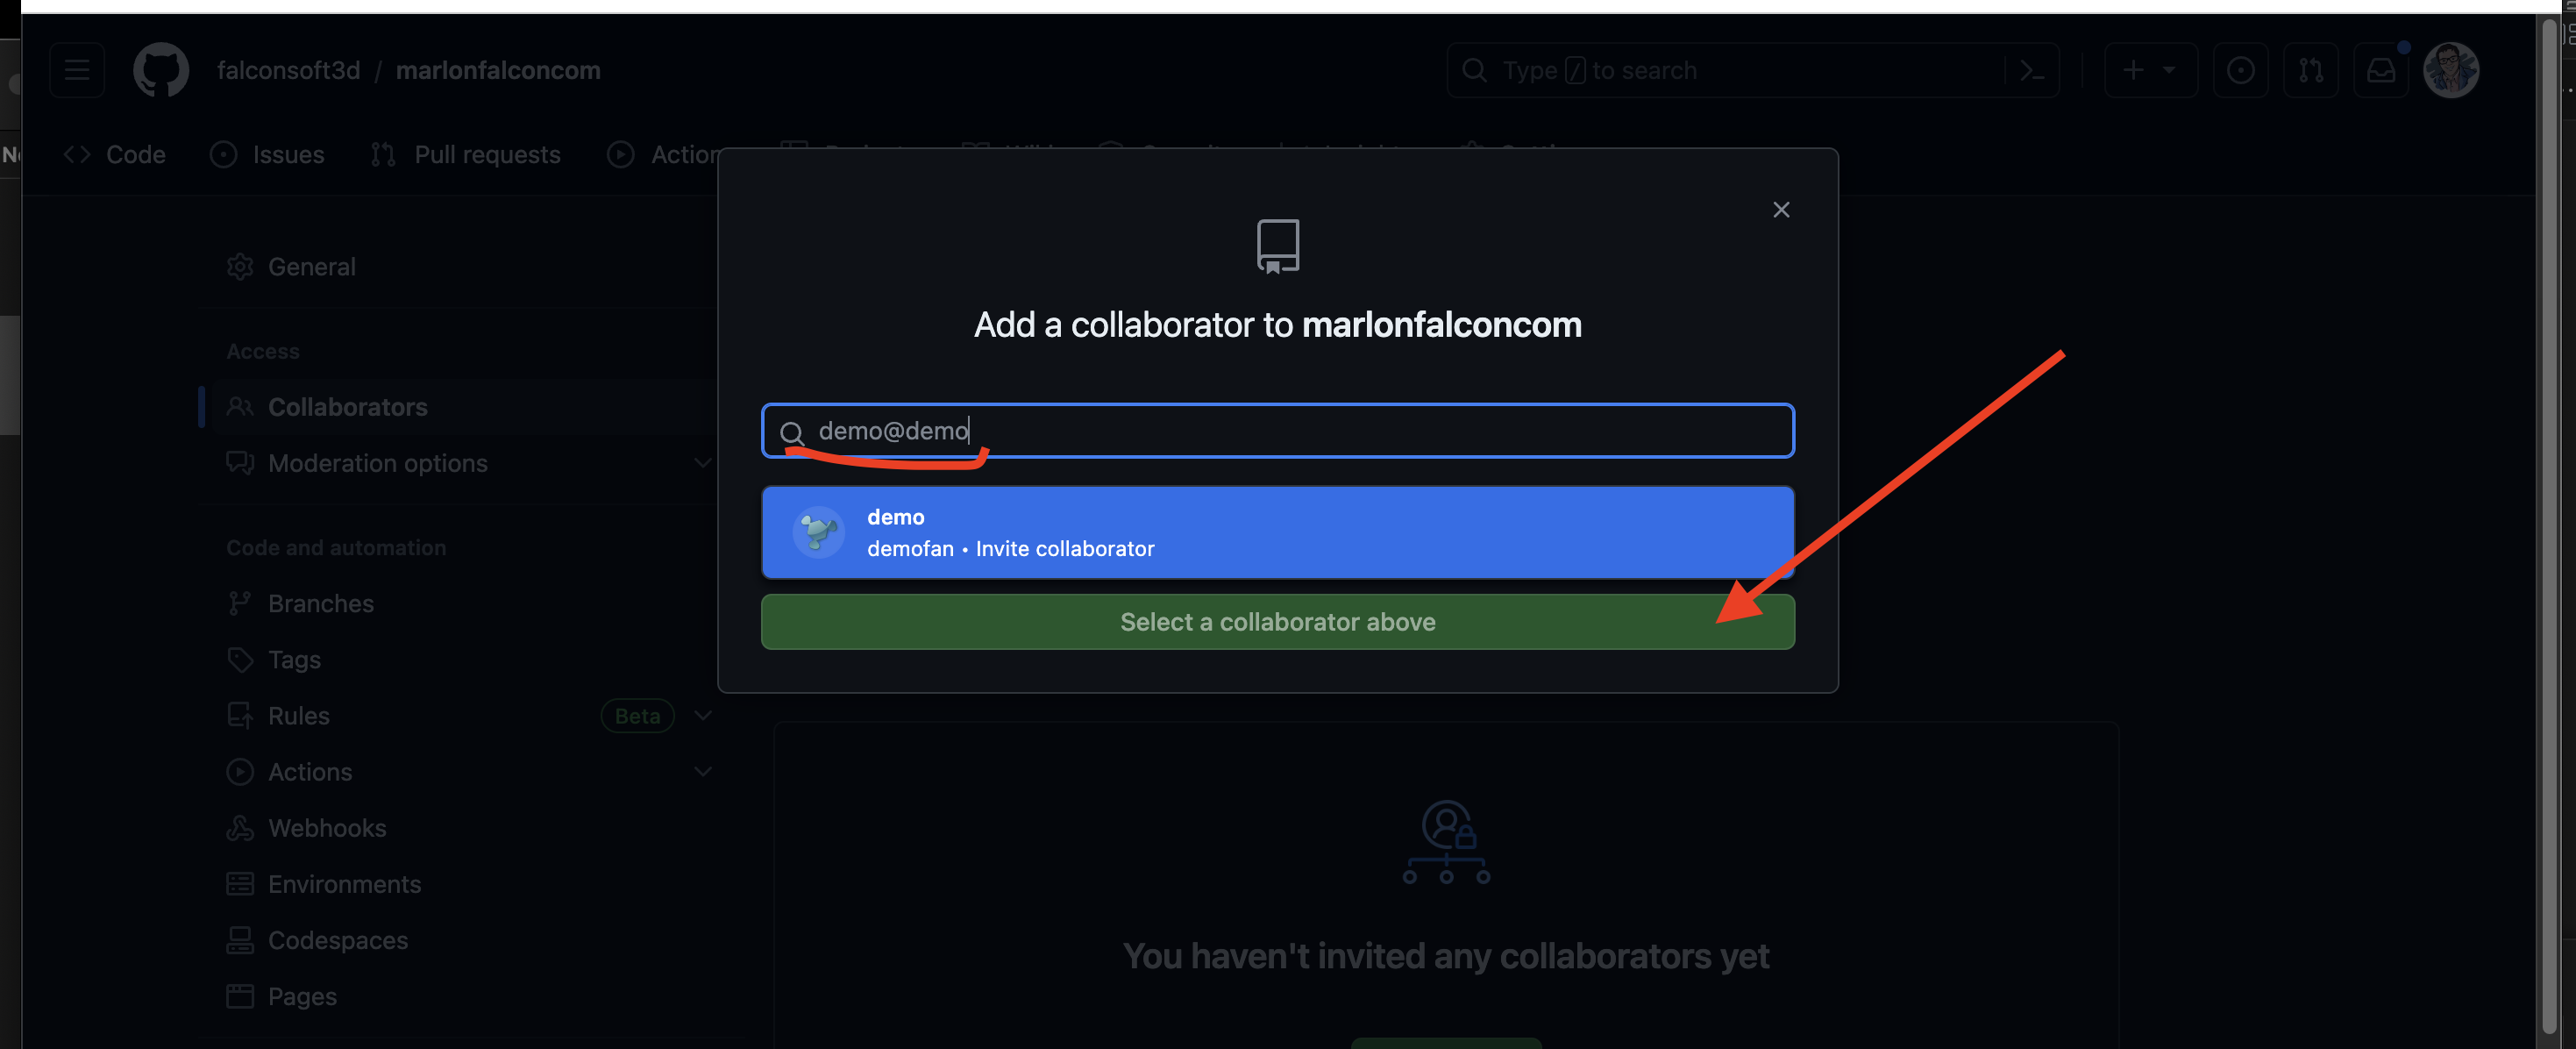 falconsoft3d / marlonfalconcom
Type / to search
Code
Issues
Pull requests
General
Access
Collaborators
Moderation options
Code and automation
Branches
Tags
Rules
Beta
Actions
Webhooks
Environments
Codespaces
Pages
Add a collaborator to marlonfalconcom
demo@demo
demo
demofan • Invite collaborator
Select a collaborator above
You haven't invited any collaborators yet